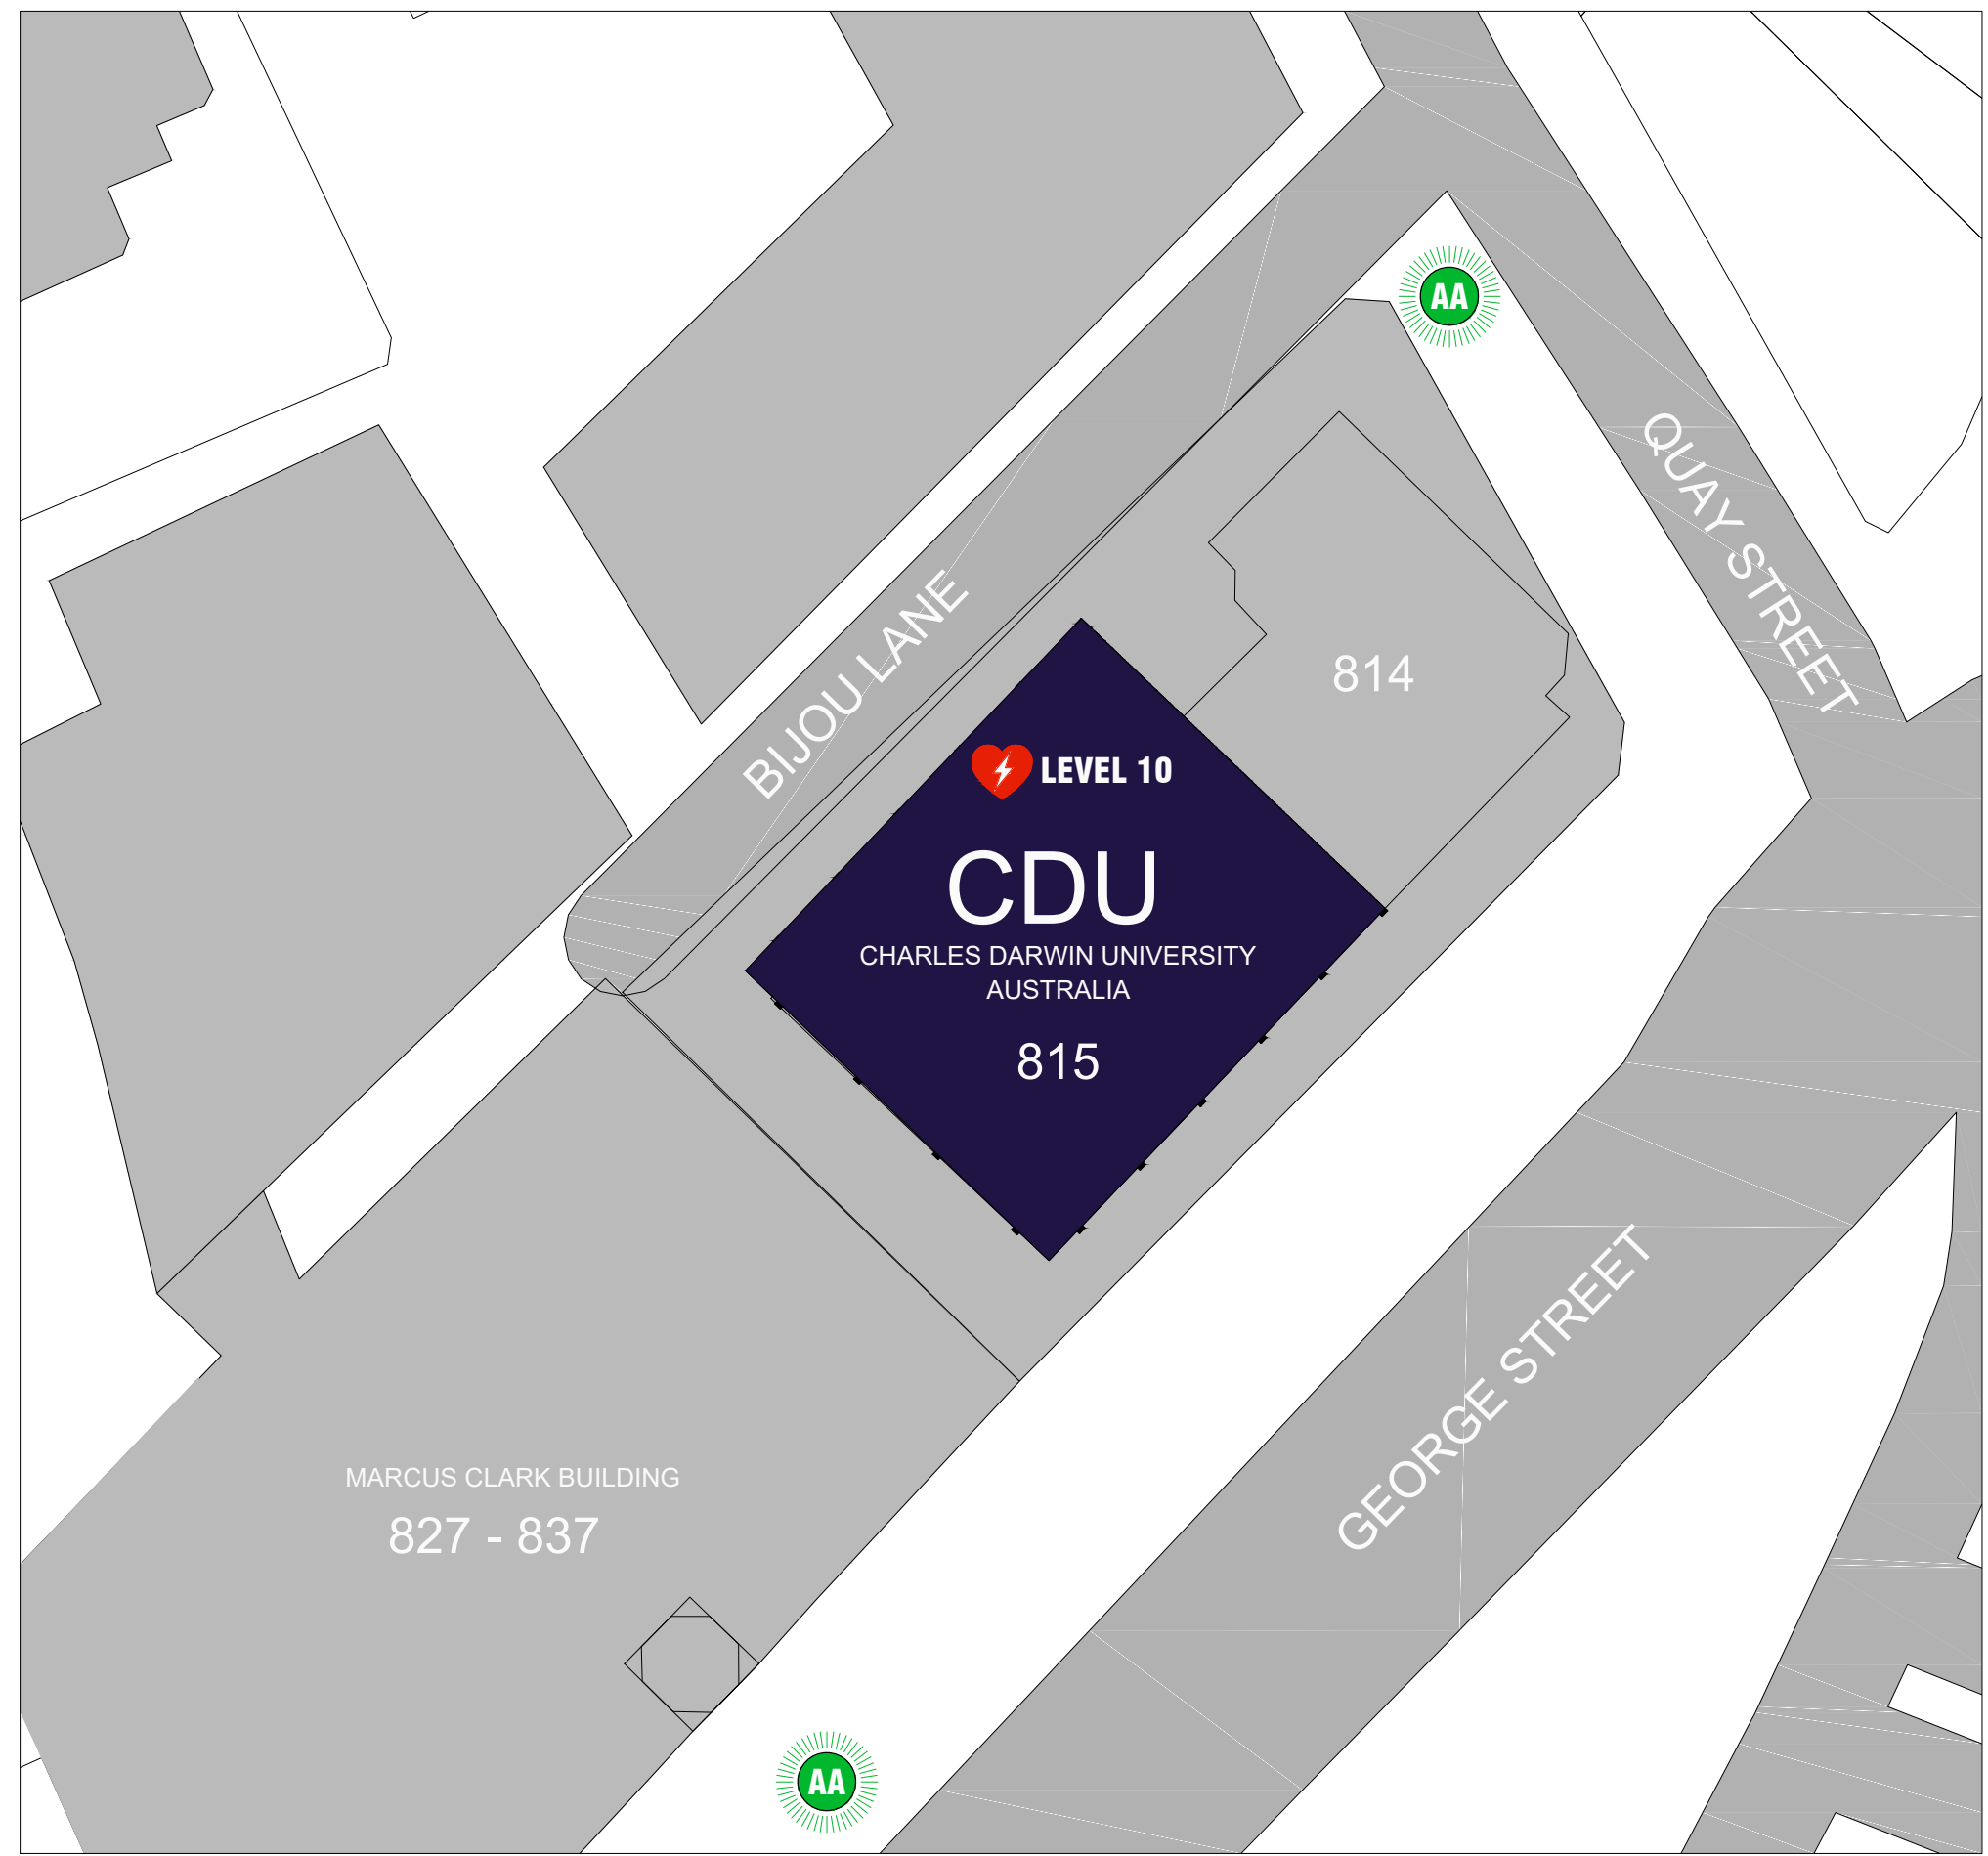 AA
QUAY STREET
BIJOU LANE
814
LEVEL 10
CDU
CHARLES DARWIN UNIVERSITY
AUSTRALIA
815
GEORGE STREET
MARCUS CLARK BUILDING
827 - 837
AA